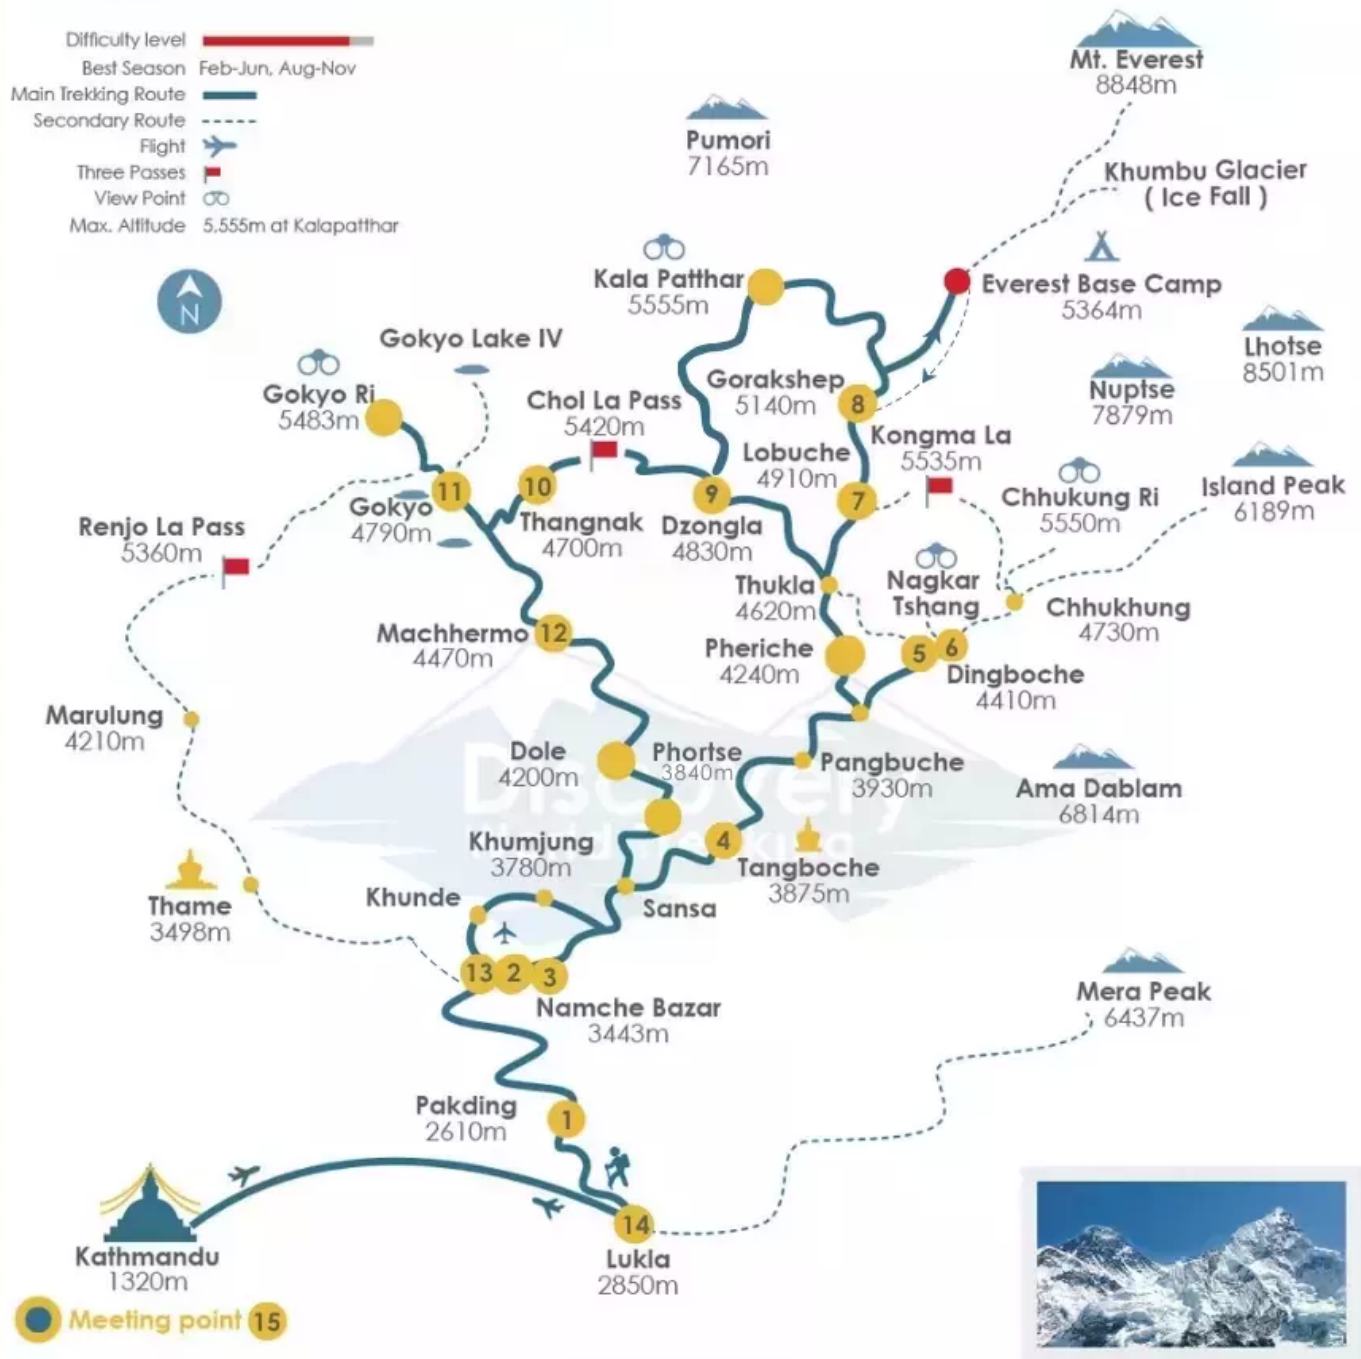 Difficulty level
Best Season Feb-Jun, Aug-Nov
Main Trekking Route
Secondary Route
Flight
Three Passes
View Point
Max. Altitude 5,555m at Kalapatthar
N
Mt. Everest
8848m
Pumori
7165m
Khumbu Glacier
( Ice Fall )
Kala Patthar
5555m
Everest Base Camp
5364m
Lhotse
8501m
Gokyo Lake IV
Gokyo Ri
5483m
Chol La Pass
5420m
Gorakshep
5140m
8
Nuptse
7879m
Kongma La
5535m
Lobuche
4910m
7
Chhukung Ri
5550m
Island Peak
6189m
11
10
9
Gokyo
4790m
Thangnak
4700m
Dzongla
4830m
Renjo La Pass
5360m
Thukla
4620m
Nagkar
Tshang
Chhukhung
4730m
Machhermo
4470m
12
Pheriche
4240m
5
6
Dingboche
4410m
Marulung
4210m
Dole
4200m
Phortse
3840m
Pangbuche
3930m
Ama Dablam
6814m
Discovery
World Trekking
Khumjung
3780m
4
Tangboche
3875m
Khunde
Sansa
Thame
3498m
13
2
3
Namche Bazar
3443m
Mera Peak
6437m
Pakding
2610m
1
14
Kathmandu
1320m
Lukla
2850m
Meeting point 15